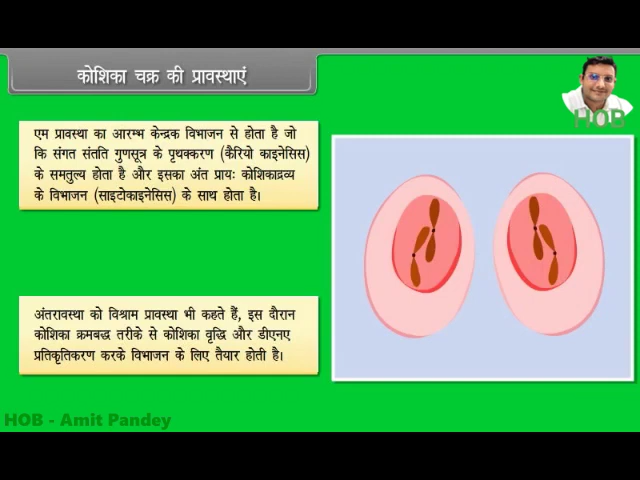 कोशिका चक्र की प्रावस्थाएं
HOB
एम प्रावस्था का आरम्भ केन्द्रक विभाजन से होता है जो
कि संगत संतति गुणसूत्र के पृथक्करण (कैरियो काइनेसिस)
के समतुल्य होता है और इसका अंत प्रायः कोशिकाद्रव्य
के विभाजन (साइटोकाइनेसिस) के साथ होता है।
अंतरावस्था को विश्राम प्रावस्था भी कहते हैं, इस दौरान
कोशिका क्रमबद्ध तरीके से कोशिका वृद्धि और डीएनए
प्रतिकृतिकरण करके विभाजन के लिए तैयार होती है।
HOB - Amit Pandey